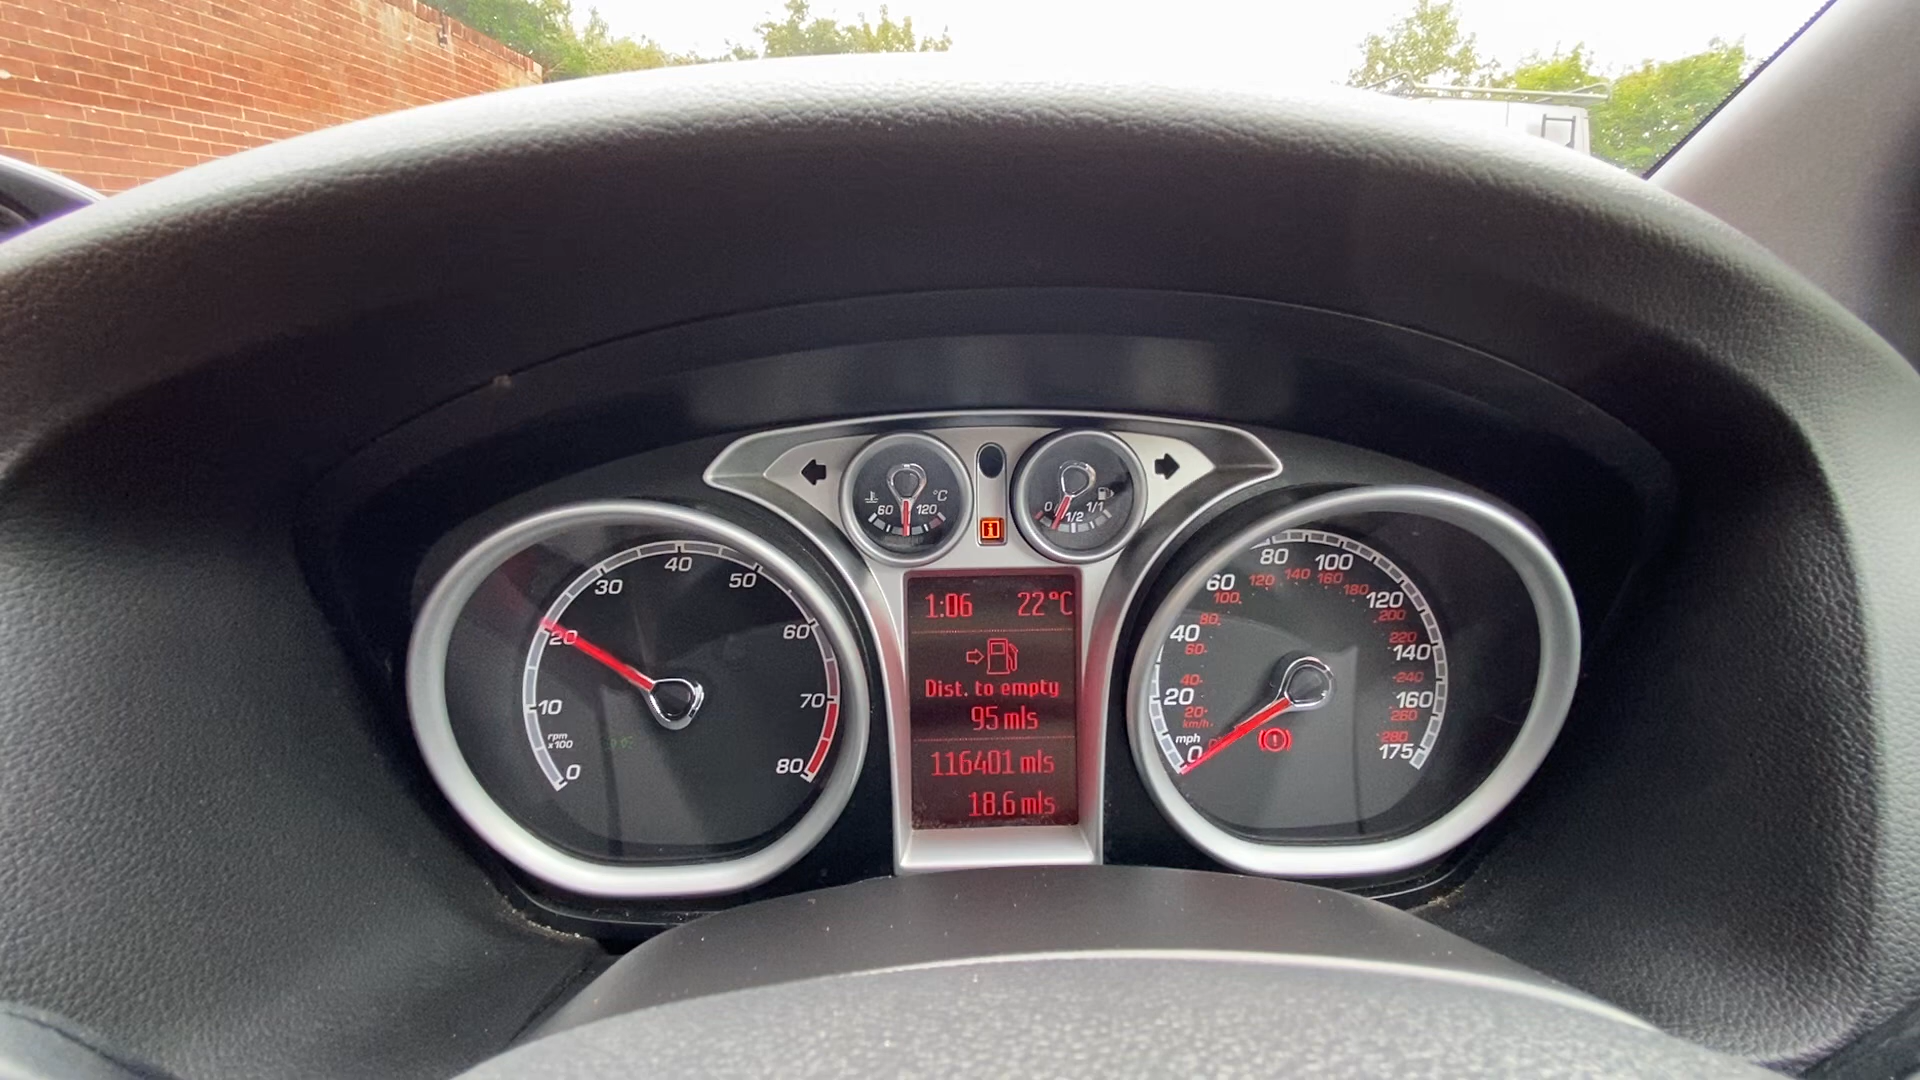 60 120 °C
0 1/2 1/1
0 10 20 30 40 50 60 70 80
rpm
x100
1:06 22°C
Dist. to empty
95 mls
116401 mls
18.6 mls
0 20 40 60 80 100 120 140 160 175
mph
20 40 60 80 100 120 140 160 180 200 220 240 260 280
km/h